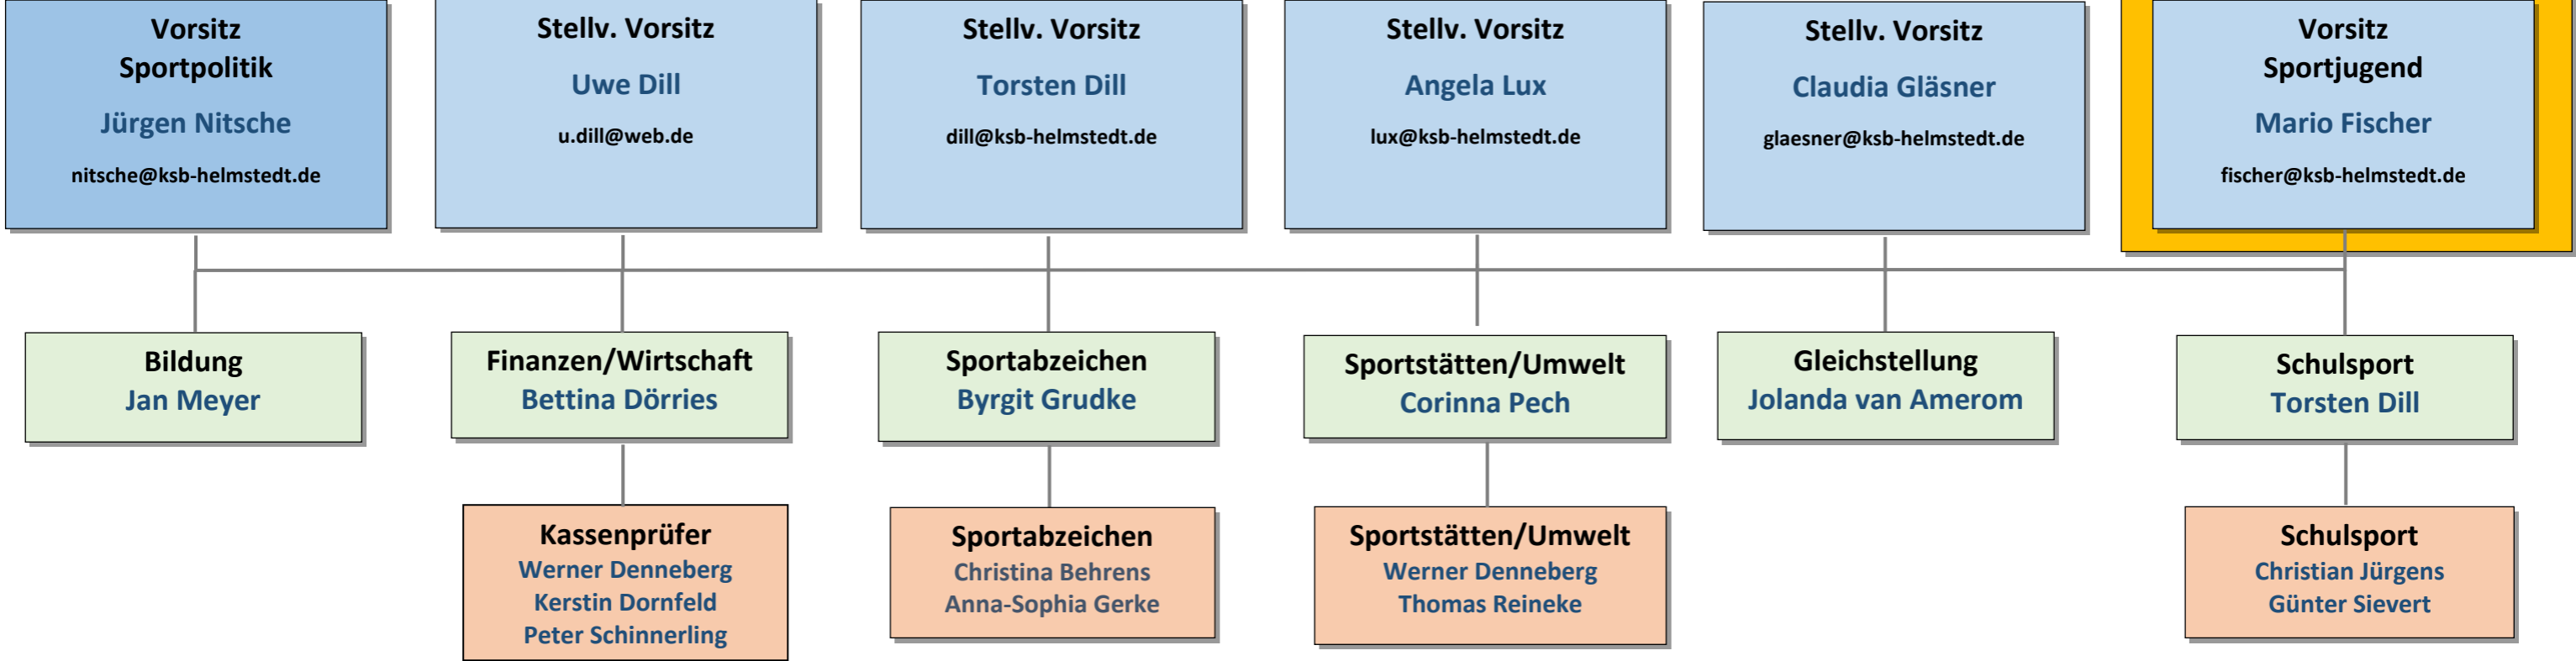 Vorsitz
Sportpolitik
Jürgen Nitsche
nitsche@ksb-helmstedt.de
Stellv. Vorsitz
Uwe Dill
u.dill@web.de
Stellv. Vorsitz
Torsten Dill
dill@ksb-helmstedt.de
Stellv. Vorsitz
Angela Lux
lux@ksb-helmstedt.de
Stellv. Vorsitz
Claudia Gläsner
glaesner@ksb-helmstedt.de
Vorsitz
Sportjugend
Mario Fischer
fischer@ksb-helmstedt.de
Bildung
Jan Meyer
Finanzen/Wirtschaft
Bettina Dörries
Sportabzeichen
Byrgit Grudke
Sportstätten/Umwelt
Corinna Pech
Gleichstellung
Jolanda van Amerom
Schulsport
Torsten Dill
Kassenprüfer
Werner Denneberg
Kerstin Dornfeld
Peter Schinnerling
Sportabzeichen
Christina Behrens
Anna-Sophia Gerke
Sportstätten/Umwelt
Werner Denneberg
Thomas Reineke
Schulsport
Christian Jürgens
Günter Sievert